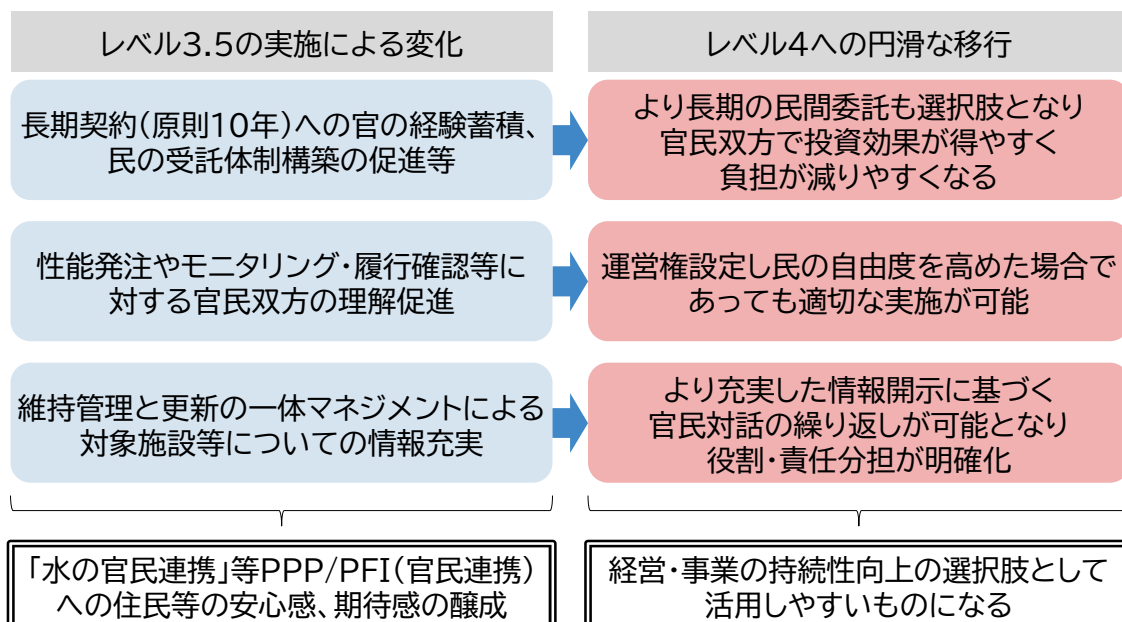 レベル3.5の実施による変化
レベル4への円滑な移行
長期契約(原則10年)への官の経験蓄積、
民の受託体制構築の促進等
より長期の民間委託も選択肢となり
官民双方で投資効果が得やすく
負担が減りやすくなる
性能発注やモニタリング・履行確認等に
対する官民双方の理解促進
運営権設定し民の自由度を高めた場合で
あっても適切な実施が可能
維持管理と更新の一体マネジメントによる
対象施設等についての情報充実
より充実した情報開示に基づく
官民対話の繰り返しが可能となり
役割・責任分担が明確化
「水の官民連携」等PPP/PFI(官民連携)
への住民等の安心感、期待感の醸成
経営・事業の持続性向上の選択肢として
活用しやすいものになる